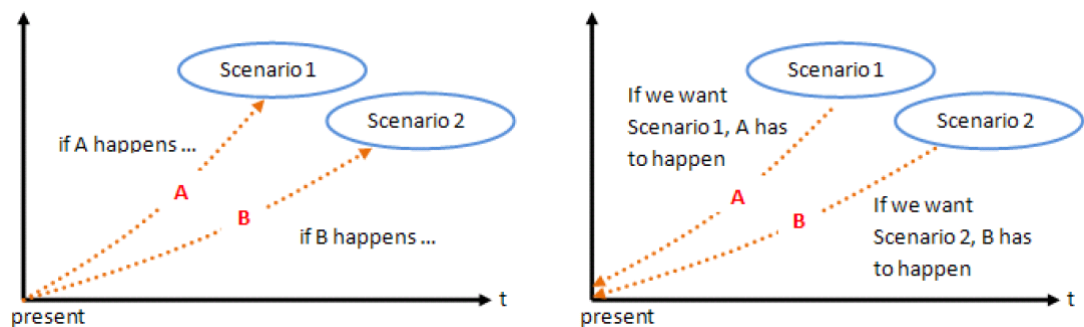 Scenario 1
Scenario 2
if A happens ...
A
B
if B happens ...
t
present
Scenario 1
If we want
Scenario 1, A has
to happen
Scenario 2
A
B
If we want
Scenario 2, B has
to happen
t
present